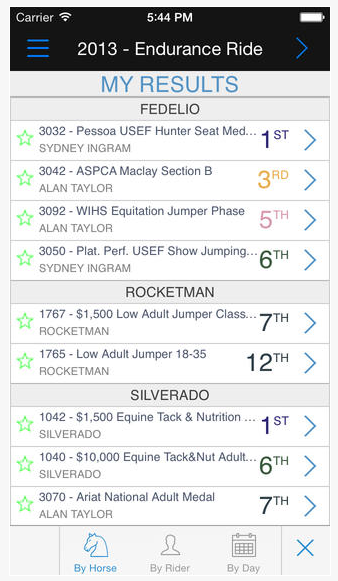 Carrier 5:44 PM
2013 - Endurance Ride
MY RESULTS
FEDELIO
3032 - Pessoa USEF Hunter Seat Med... 1ST
SYDNEY INGRAM
3042 - ASPCA Maclay Section B 3RD
ALAN TAYLOR
3092 - WIHS Equitation Jumper Phase 5TH
ALAN TAYLOR
3050 - Plat. Perf. USEF Show Jumping... 6TH
SYDNEY INGRAM
ROCKETMAN
1767 - $1,500 Low Adult Jumper Class... 7TH
ROCKETMAN
1765 - Low Adult Jumper 18-35 12TH
ROCKETMAN
SILVERADO
1042 - $1,500 Equine Tack & Nutrition ... 1ST
SILVERADO
1040 - $10,000 Equine Tack&Nut Adult... 6TH
SILVERADO
3070 - Ariat National Adult Medal 7TH
ALAN TAYLOR
By Horse By Rider By Day